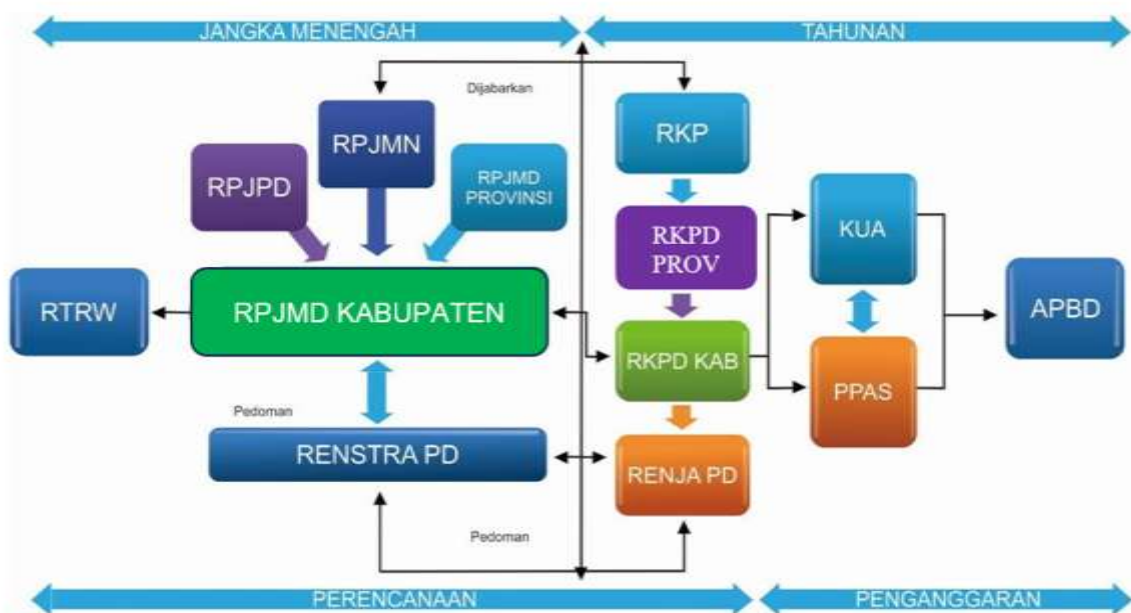 JANGKA MENENGAH
TAHUNAN
Dijabarkan
RPJMN
RKP
RPJPD
RPJMD
PROVINSI
RKPD
PROV
KUA
RTRW
RPJMD KABUPATEN
APBD
RKPD KAB
PPAS
Pedoman
RENSTRA PD
RENJA PD
Pedoman
PERENCANAAN
PENGANGGARAN